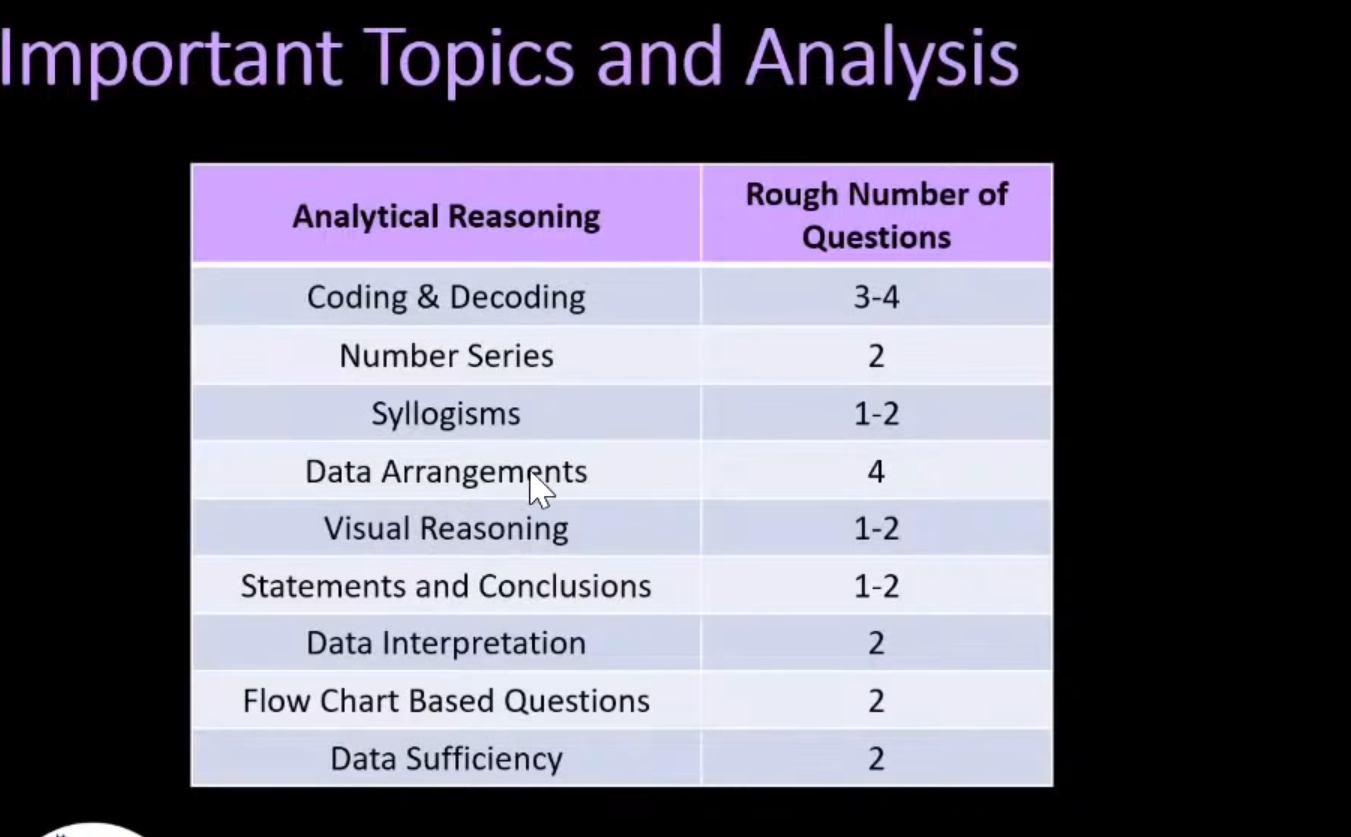 Important Topics and Analysis
Analytical Reasoning Rough Number of Questions
Coding & Decoding 3-4
Number Series 2
Syllogisms 1-2
Data Arrangements 4
Visual Reasoning 1-2
Statements and Conclusions 1-2
Data Interpretation 2
Flow Chart Based Questions 2
Data Sufficiency 2